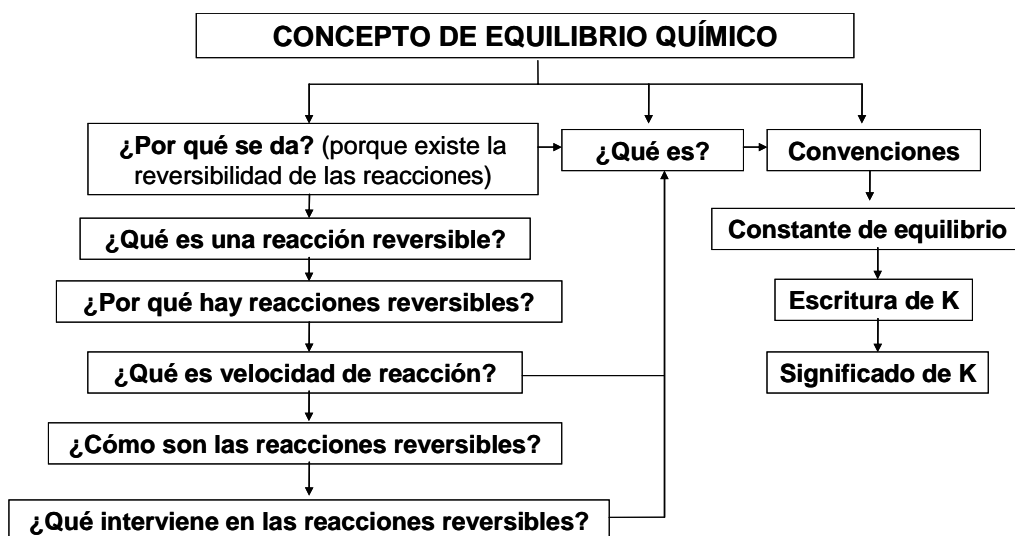 CONCEPTO DE EQUILIBRIO QUÍMICO
¿Por qué se da? (porque existe la
reversibilidad de las reacciones)
¿Qué es?
Convenciones
¿Qué es una reacción reversible?
Constante de equilibrio
¿Por qué hay reacciones reversibles?
Escritura de K
¿Qué es velocidad de reacción?
Significado de K
¿Cómo son las reacciones reversibles?
¿Qué interviene en las reacciones reversibles?